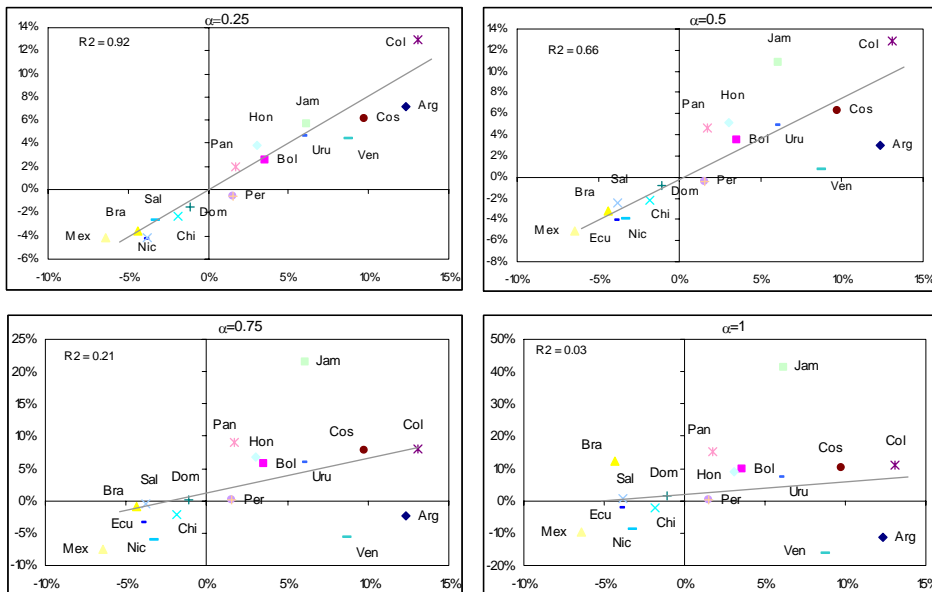 α=0.25
14%
12%
10%
8%
6%
4%
2%
0%
-2%
-4%
-6%
-10%
-5%
0%
5%
10%
15%
R2 = 0.92
Col
Jam
Hon
Cos
Arg
Pan
Uru
Ven
Bol
Per
Sal
Dom
Bra
Mex
Nic
Chi
α=0.5
14%
12%
10%
8%
6%
4%
2%
0%
-2%
-4%
-6%
-8%
-10%
-5%
0%
5%
10%
15%
R2 = 0.66
Jam
Col
Pan
Hon
Cos
Uru
Arg
Bol
Ven
Per
Sal
Dom
Bra
Chi
Mex
Ecu
Nic
α=0.75
25%
20%
15%
10%
5%
0%
-5%
-10%
-10%
-5%
0%
5%
10%
15%
R2 = 0.21
Jam
Pan
Hon
Cos
Col
Bol
Uru
Sal
Dom
Bra
Per
Ecu
Chi
Arg
Mex
Nic
Ven
α=1
50%
40%
30%
20%
10%
0%
-10%
-20%
-10%
-5%
0%
5%
10%
15%
R2 = 0.03
Jam
Pan
Bra
Cos
Col
Sal
Dom
Hon
Bol
Uru
Ecu
Per
Chi
Mex
Nic
Arg
Ven